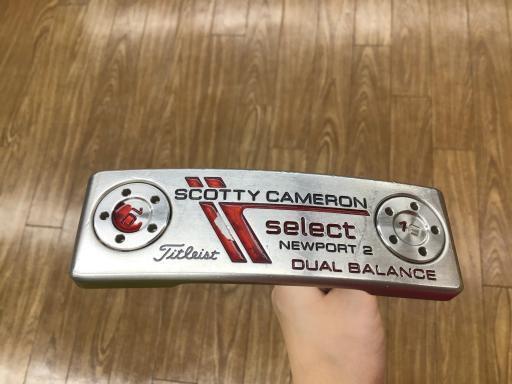 SCOTTY CAMERON
select
NEWPORT 2
Titleist
DUAL BALANCE